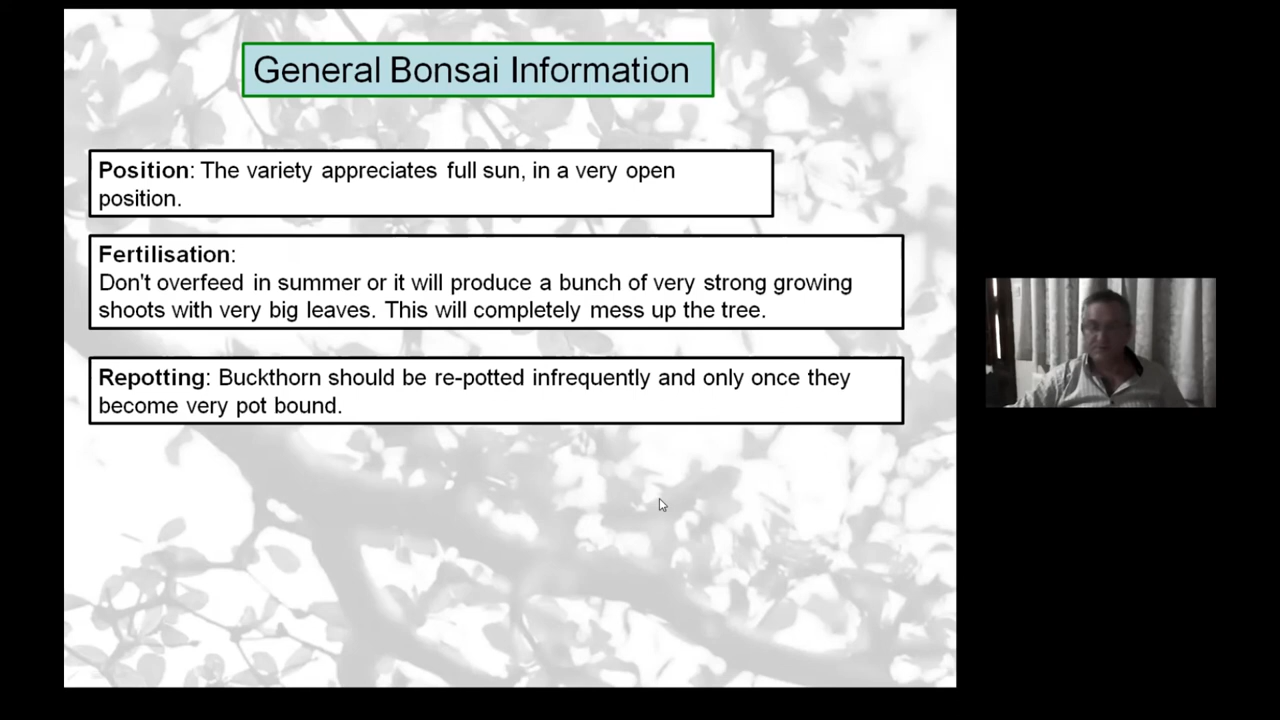 General Bonsai Information
Position: The variety appreciates full sun, in a very open
position.
Fertilisation:
Don't overfeed in summer or it will produce a bunch of very strong growing
shoots with very big leaves. This will completely mess up the tree.
Repotting: Buckthorn should be re-potted infrequently and only once they
become very pot bound.